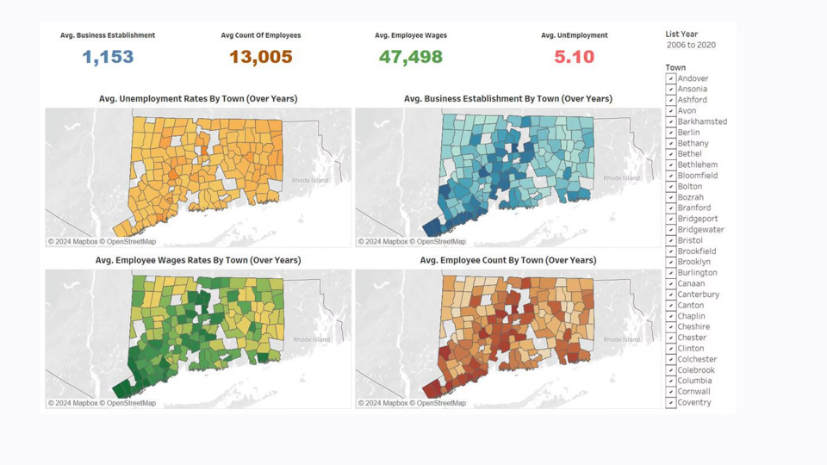 Avg. Business Establishment
1,153
Avg Count Of Employees
13,005
Avg. Employee Wages
47,498
Avg. UnEmployment
5.10
List Year
2006 to 2020
Town
Andover
Ansonia
Ashford
Avon
Barkhamsted
Berlin
Bethany
Bethel
Bethlehem
Bloomfield
Bolton
Bozrah
Branford
Bridgeport
Bridgewater
Bristol
Brookfield
Brooklyn
Burlington
Canaan
Canterbury
Canton
Chaplin
Cheshire
Chester
Clinton
Colchester
Colebrook
Columbia
Cornwall
Coventry
Avg. Unemployment Rates By Town (Over Years)
Rhode Island
© 2024 Mapbox © OpenStreetMap
Avg. Business Establishment By Town (Over Years)
Rhode Island
© 2024 Mapbox © OpenStreetMap
Avg. Employee Wages Rates By Town (Over Years)
Rhode Island
© 2024 Mapbox © OpenStreetMap
Avg. Employee Count By Town (Over Years)
Rhode Island
© 2024 Mapbox © OpenStreetMap